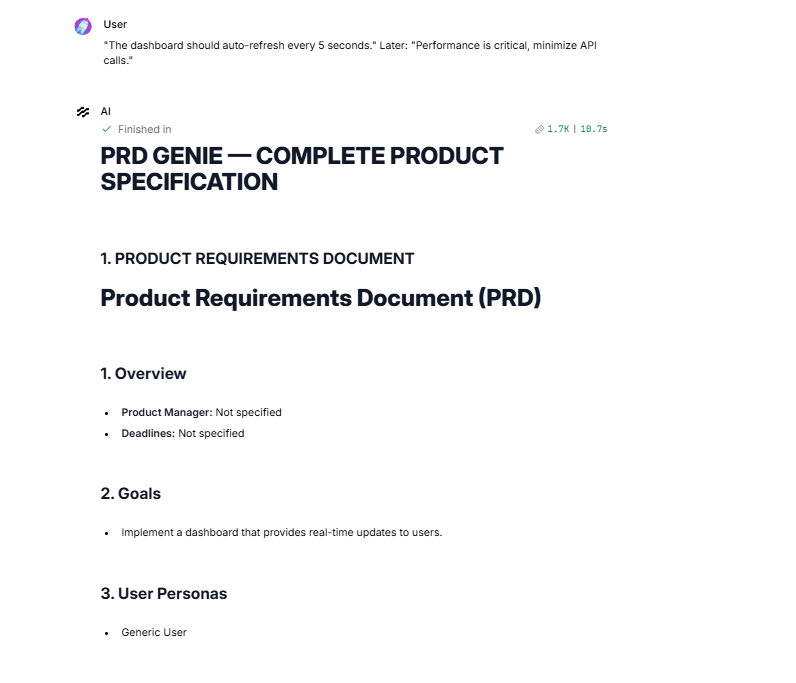 User
"The dashboard should auto-refresh every 5 seconds." Later: "Performance is critical, minimize API
calls."
AI
Finished in
1.7K | 10.7s
PRD GENIE — COMPLETE PRODUCT
SPECIFICATION
1. PRODUCT REQUIREMENTS DOCUMENT
Product Requirements Document (PRD)
1. Overview
• Product Manager: Not specified
• Deadlines: Not specified
2. Goals
• Implement a dashboard that provides real-time updates to users.
3. User Personas
• Generic User